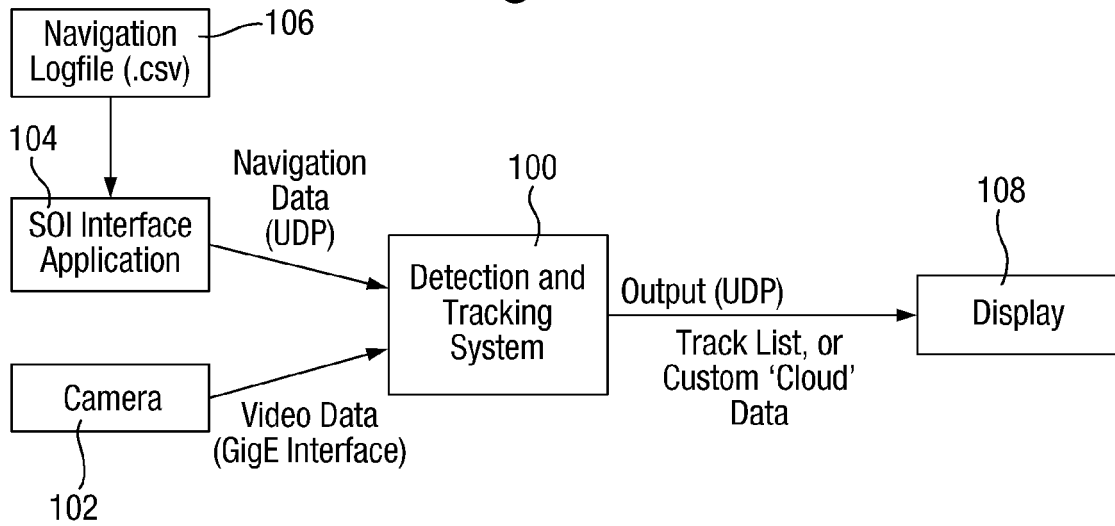 Navigation
Logfile (.csv)
106
104
SOI Interface
Application
Navigation
Data
(UDP)
100
Detection and
Tracking
System
Camera
102
Video Data
(GigE Interface)
Output (UDP)
Track List, or
Custom 'Cloud'
Data
108
Display